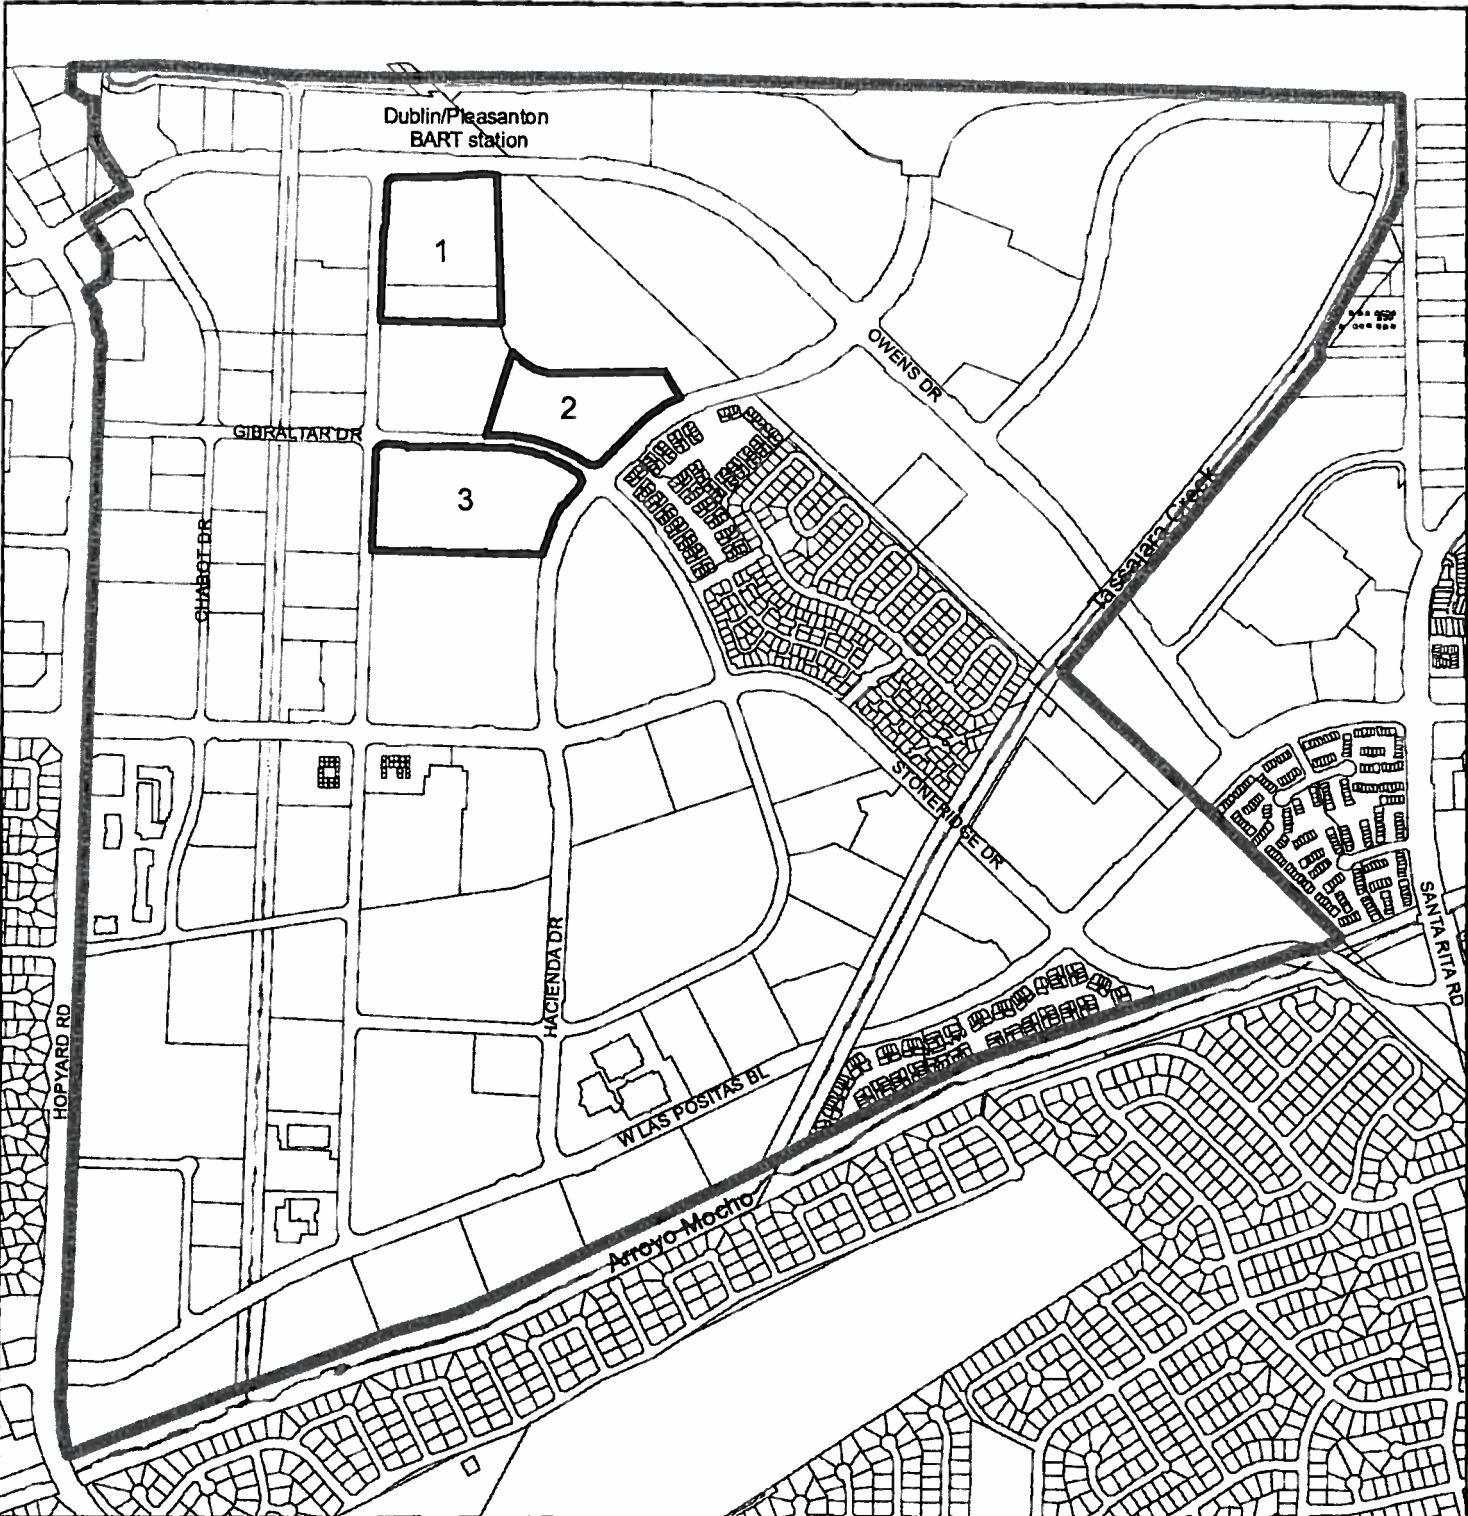 Dublin/Pleasanton
BART station
1
OWENS DR
2
GIBRALTAR DR
3
CHABOT DR
Tassajara Creek
STONERIDGE DR
SANTA RITA RD
HACIENDA DR
HOPYARD RD
W LAS POSITAS BL
Arroyo Mocho